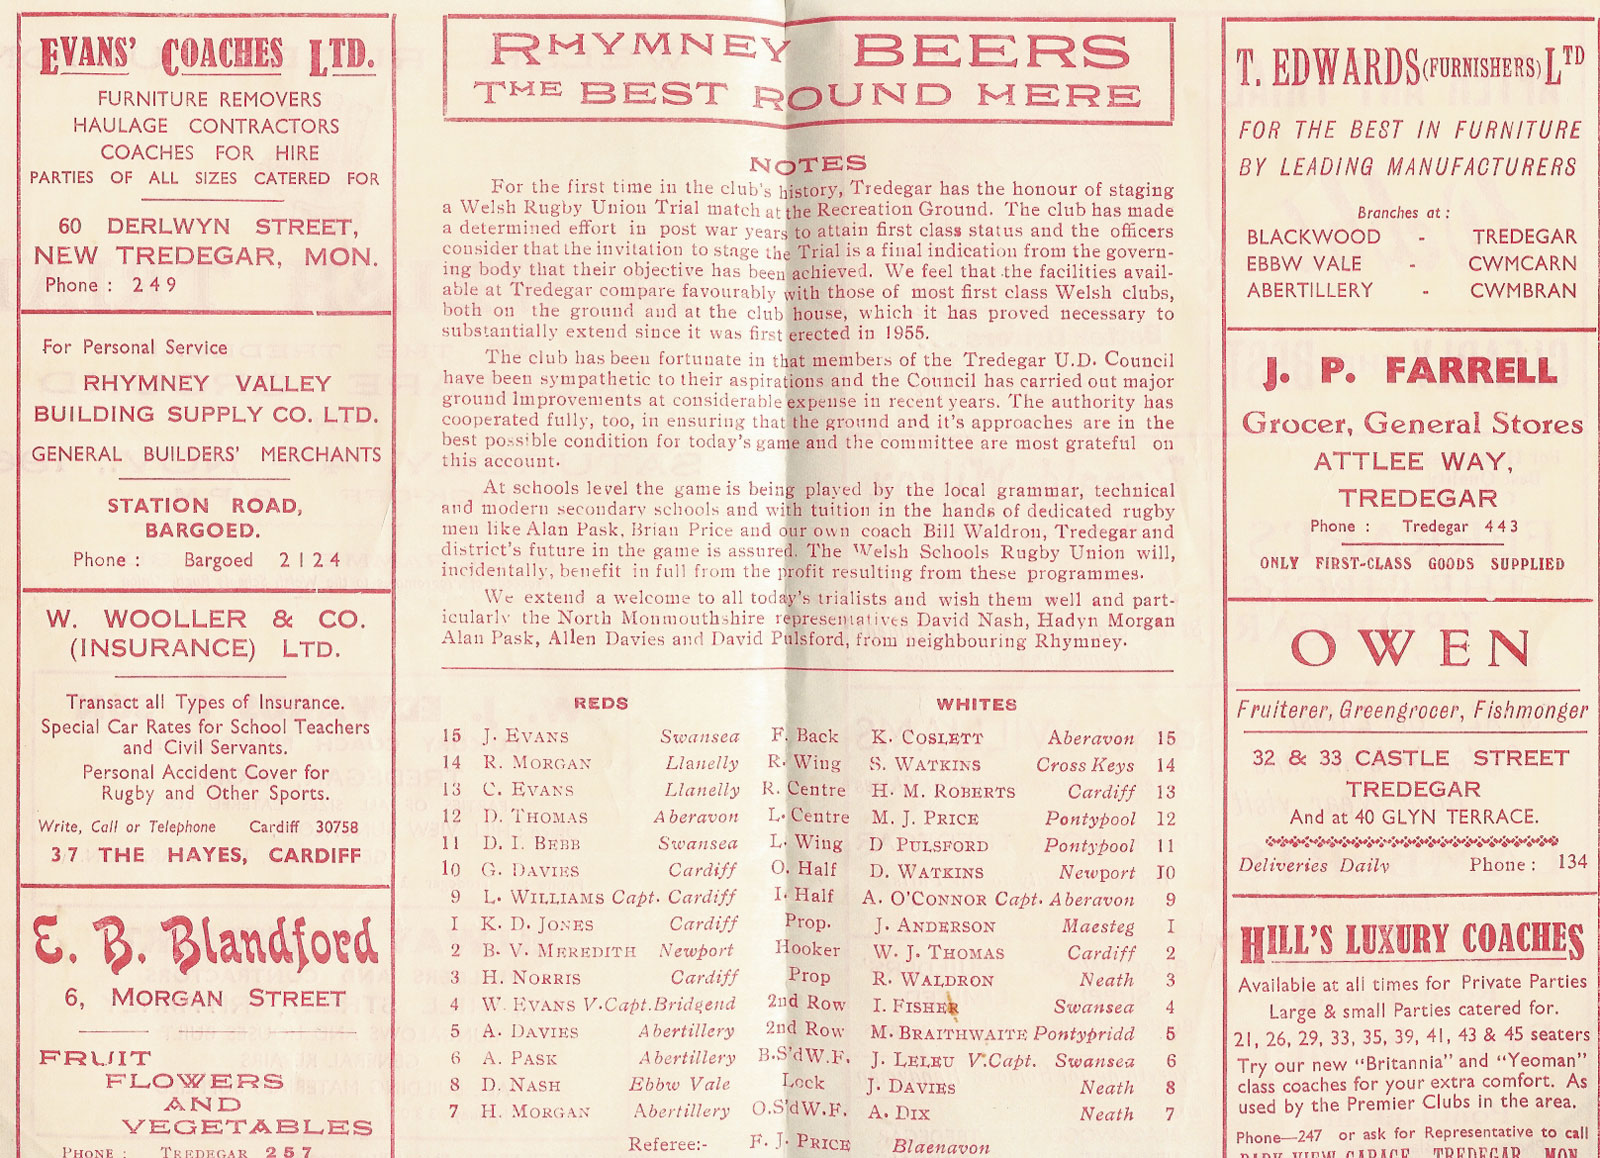 EVANS' COACHES LTD.
FURNITURE REMOVERS
HAULAGE CONTRACTORS
COACHES FOR HIRE
PARTIES OF ALL SIZES CATERED FOR
60 DERLWYN STREET,
NEW TREDEGAR, MON.
Phone : 249
For Personal Service
RHYMNEY VALLEY
BUILDING SUPPLY CO. LTD.
GENERAL BUILDERS' MERCHANTS
STATION ROAD,
BARGOED.
Phone : Bargoed 2124
W. WOOLLER & CO.
(INSURANCE) LTD.
Transact all Types of Insurance.
Special Car Rates for School Teachers
and Civil Servants.
Personal Accident Cover for
Rugby and Other Sports.
Write, Call or Telephone Cardiff 30758
37 THE HAYES, CARDIFF
E. B. Blandford
6, MORGAN STREET
FRUIT
FLOWERS
AND
VEGETABLES
PHONE : TREDEGAR 257
RHYMNEY BEERS
THE BEST ROUND HERE
NOTES
For the first time in the club's history, Tredegar has the honour of staging
a Welsh Rugby Union Trial match at the Recreation Ground. The club has made
a determined effort in post war years to attain first class status and the officers
consider that the invitation to stage the Trial is a final indication from the govern-
ing body that their objective has been achieved. We feel that the facilities avail-
able at Tredegar compare favourably with those of most first class Welsh clubs,
both on the ground and at the club house, which it has proved necessary to
substantially extend since it was first erected in 1955.
The club has been fortunate in that members of the Tredegar U.D. Council
have been sympathetic to their aspirations and the Council has carried out major
ground Improvements at considerable expense in recent years. The authority has
cooperated fully, too, in ensuring that the ground and it's approaches are in the
best possible condition for today's game and the committee are most grateful on
this account.
At schools level the game is being played by the local grammar, technical
and modern secondary schools and with tuition in the hands of dedicated rugby
men like Alan Pask, Brian Price and our own coach Bill Waldron, Tredegar and
district's future in the game is assured. The Welsh Schools Rugby Union will,
incidentally, benefit in full from the profit resulting from these programmes.
We extend a welcome to all today's trialists and wish them well and part-
icularly the North Monmouthshire representatives David Nash, Hadyn Morgan
Alan Pask, Allen Davies and David Pulsford, from neighbouring Rhymney.
REDS WHITES
15 J. EVANS Swansea F. Back K. COSLETT Aberavon 15
14 R. MORGAN Llanelly R. Wing S. WATKINS Cross Keys 14
13 C. EVANS Llanelly R. Centre H. M. ROBERTS Cardiff 13
12 D. THOMAS Aberavon L. Centre M. J. PRICE Pontypool 12
11 D. I. BEBB Swansea L. Wing D PULSFORD Pontypool 11
10 G. DAVIES Cardiff O. Half D. WATKINS Newport 10
9 L. WILLIAMS Capt. Cardiff I. Half A. O'CONNOR Capt. Aberavon 9
1 K. D. JONES Cardiff Prop. J. ANDERSON Maesteg 1
2 B. V. MEREDITH Newport Hooker W. J. THOMAS Cardiff 2
3 H. NORRIS Cardiff Prop R. WALDRON Neath 3
4 W. EVANS V.Capt. Bridgend 2nd Row I. FISHER Swansea 4
5 A. DAVIES Abertillery 2nd Row M. BRAITHWAITE Pontypridd 5
6 A. PASK Abertillery B.S'dW.F. J. LELEU V.Capt. Swansea 6
8 D. NASH Ebbw Vale Lock J. DAVIES Neath 8
7 H. MORGAN Abertillery O.S'dW.F. A. DIX Neath 7
Referee:- F. J. PRICE Blaenavon
T. EDWARDS (FURNISHERS) LTD
FOR THE BEST IN FURNITURE
BY LEADING MANUFACTURERS
Branches at :
BLACKWOOD - TREDEGAR
EBBW VALE - CWMCARN
ABERTILLERY - CWMBRAN
J. P. FARRELL
Grocer, General Stores
ATTLEE WAY,
TREDEGAR
Phone : Tredegar 443
ONLY FIRST-CLASS GOODS SUPPLIED
OWEN
Fruiterer, Greengrocer, Fishmonger
32 & 33 CASTLE STREET
TREDEGAR
And at 40 GLYN TERRACE.
Deliveries Daily Phone : 134
HILL'S LUXURY COACHES
Available at all times for Private Parties
Large & small Parties catered for.
21, 26, 29, 33, 35, 39, 41, 43 & 45 seaters
Try our new "Britannia" and "Yeoman"
class coaches for your extra comfort. As
used by the Premier Clubs in the area.
Phone—247 or ask for Representative to call
PARK VIEW GARAGE, TREDEGAR, MON.